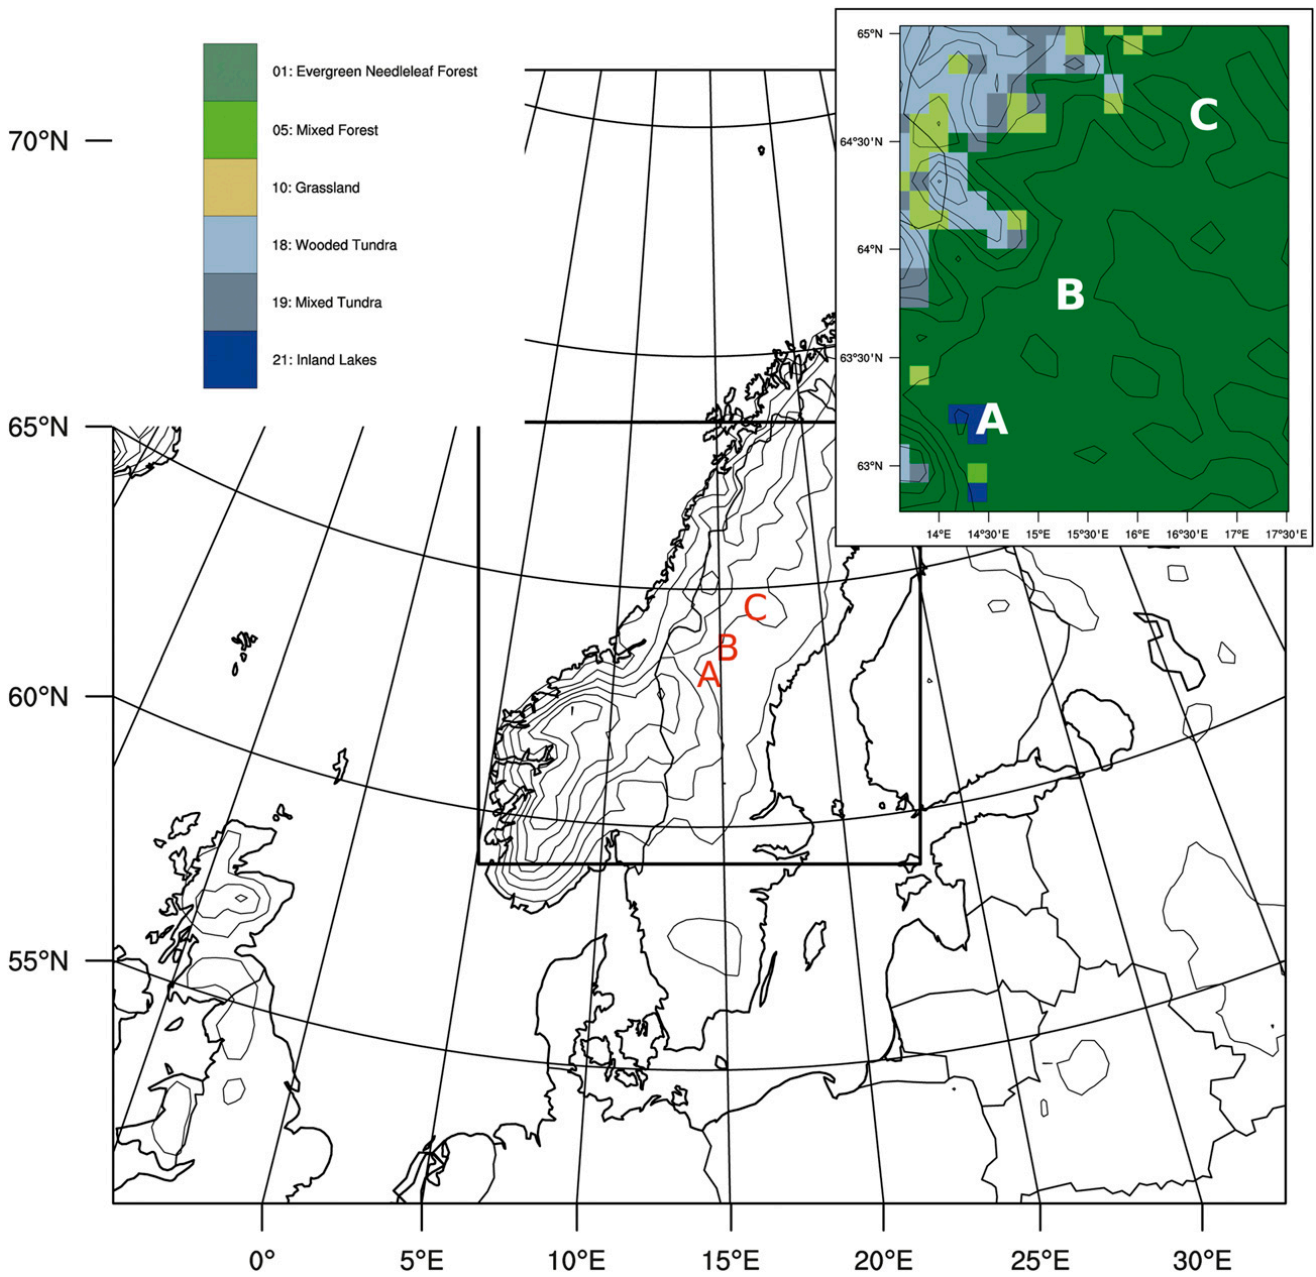 01: Evergreen Needleleaf Forest
05: Mixed Forest
10: Grassland
18: Wooded Tundra
19: Mixed Tundra
21: Inland Lakes
65°N
64°30'N
64°N
63°30'N
63°N
14°E 14°30'E 15°E 15°30'E 16°E 16°30'E 17°E 17°30'E
C
B
A
70°N
65°N
60°N
55°N
C
B
A
0° 5°E 10°E 15°E 20°E 25°E 30°E